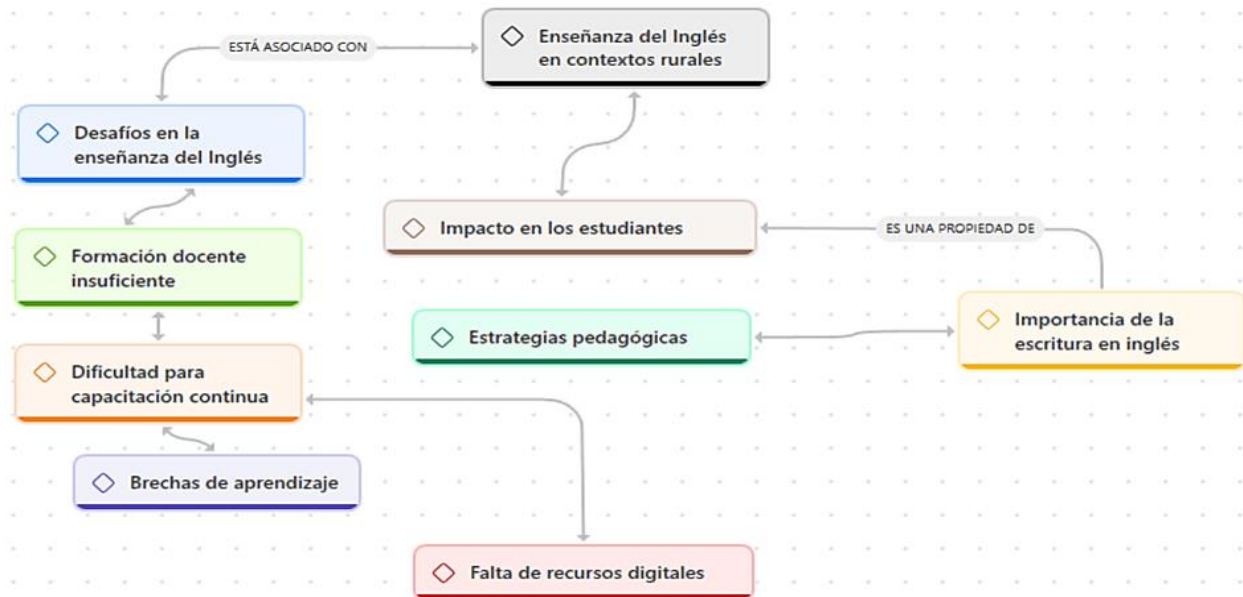 Enseñanza del Inglés
en contextos rurales
ESTÁ ASOCIADO CON
Desafíos en la
enseñanza del Inglés
Impacto en los estudiantes
ES UNA PROPIEDAD DE
Formación docente
insuficiente
Estrategias pedagógicas
Importancia de la
escritura en inglés
Dificultad para
capacitación continua
Brechas de aprendizaje
Falta de recursos digitales